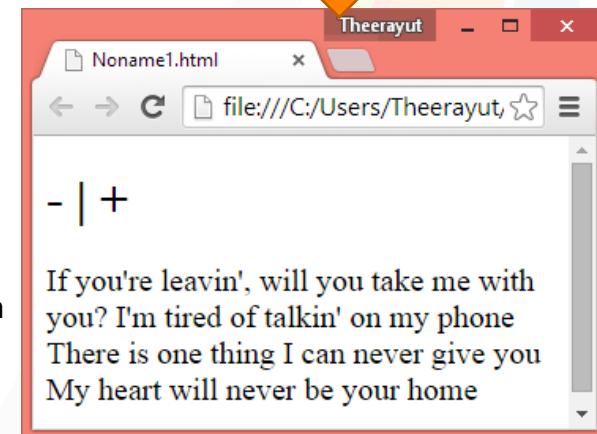 Theerayut
Noname1.html
file:///C:/Users/Theerayut,
- | +
If you're leavin', will you take me with
you? I'm tired of talkin' on my phone
There is one thing I can never give you
My heart will never be your home